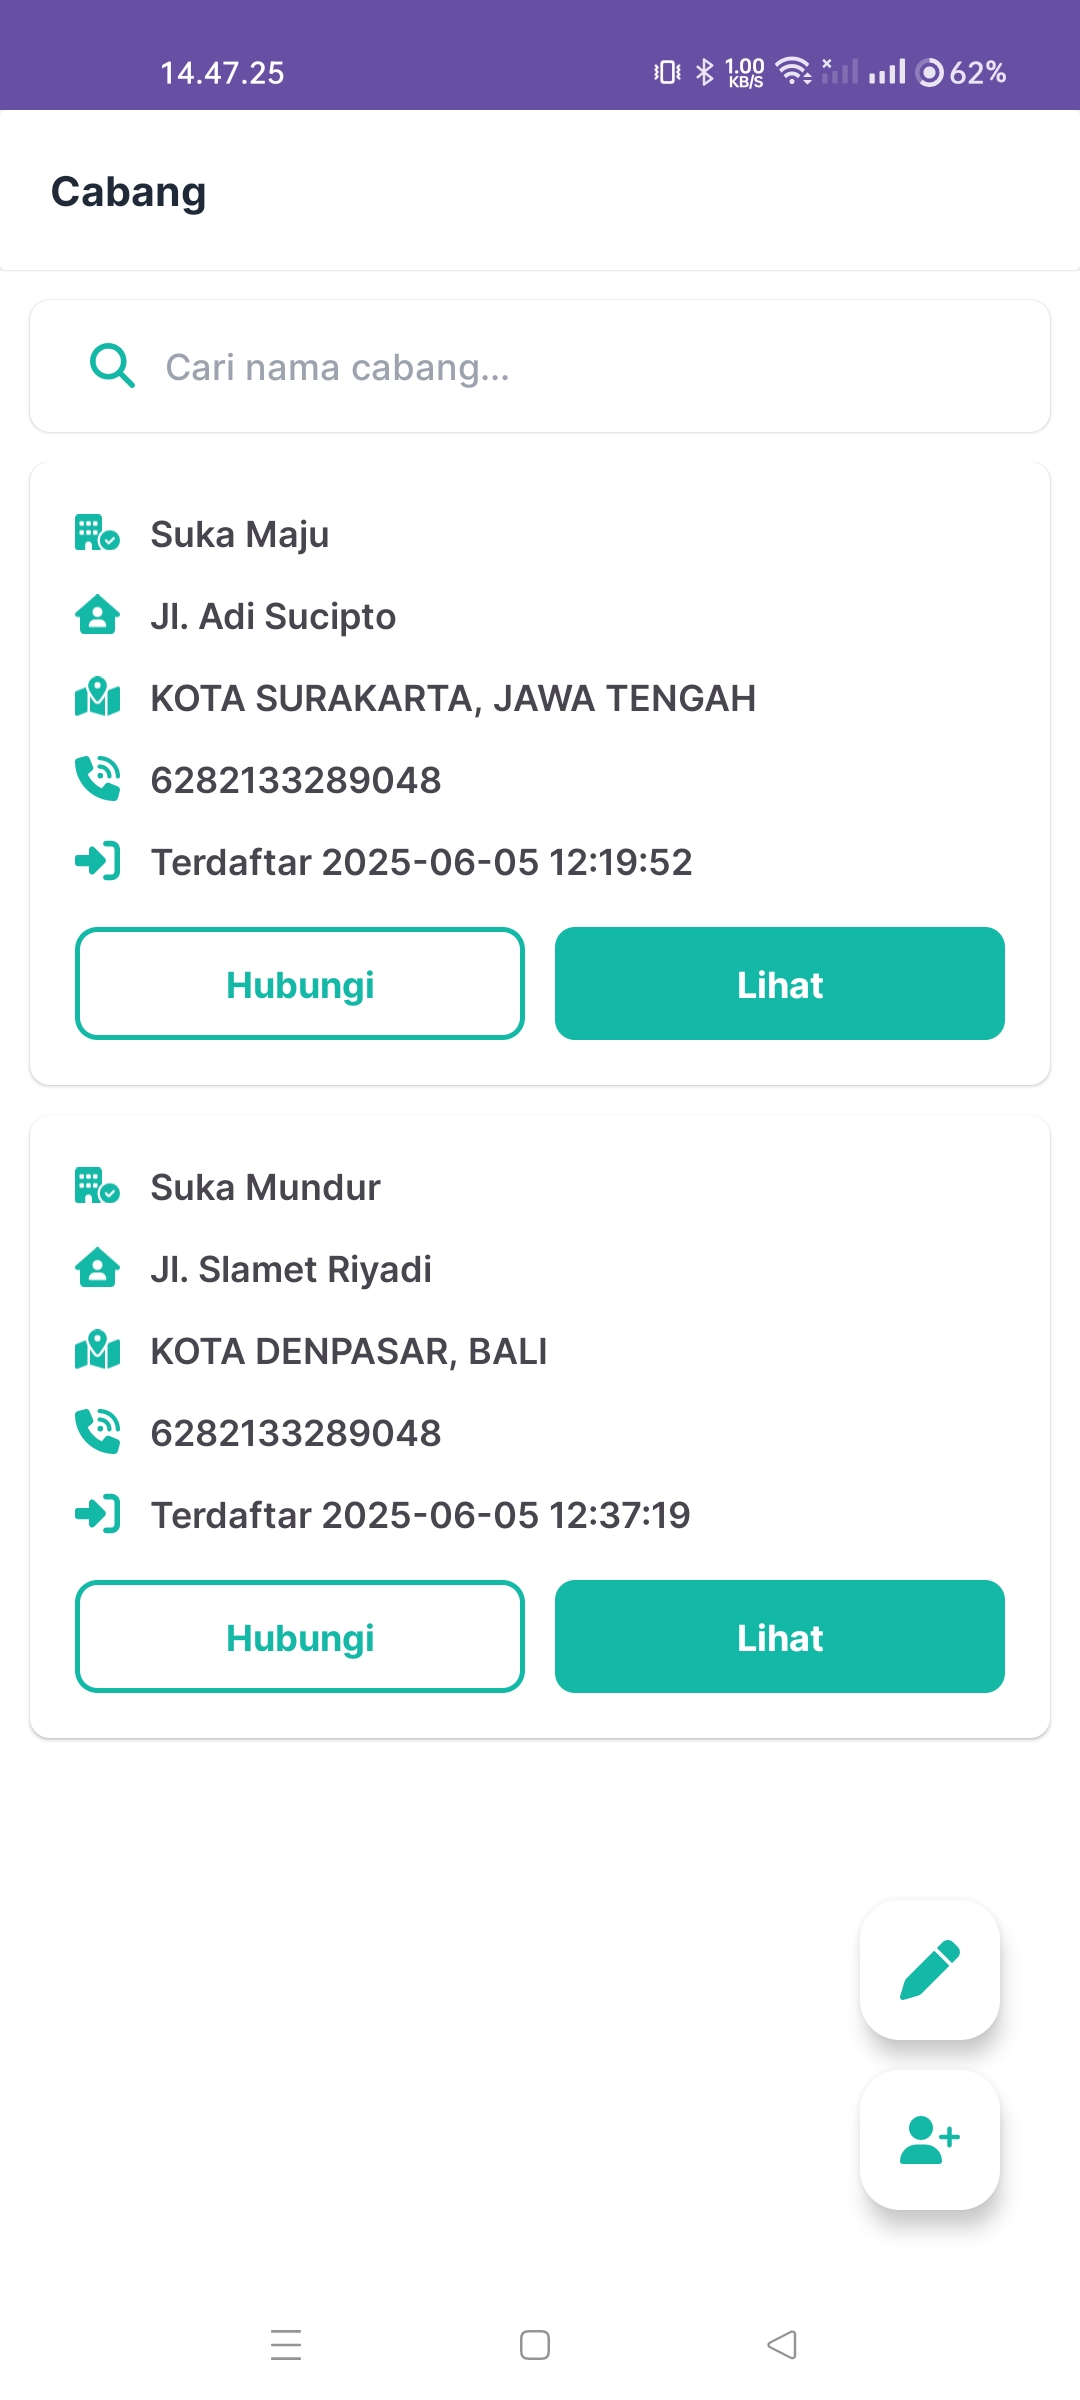 14.47.25
1.00
KB/S
62%
Cabang
Cari nama cabang...
Suka Maju
Jl. Adi Sucipto
KOTA SURAKARTA, JAWA TENGAH
6282133289048
Terdaftar 2025-06-05 12:19:52
Hubungi
Lihat
Suka Mundur
Jl. Slamet Riyadi
KOTA DENPASAR, BALI
6282133289048
Terdaftar 2025-06-05 12:37:19
Hubungi
Lihat